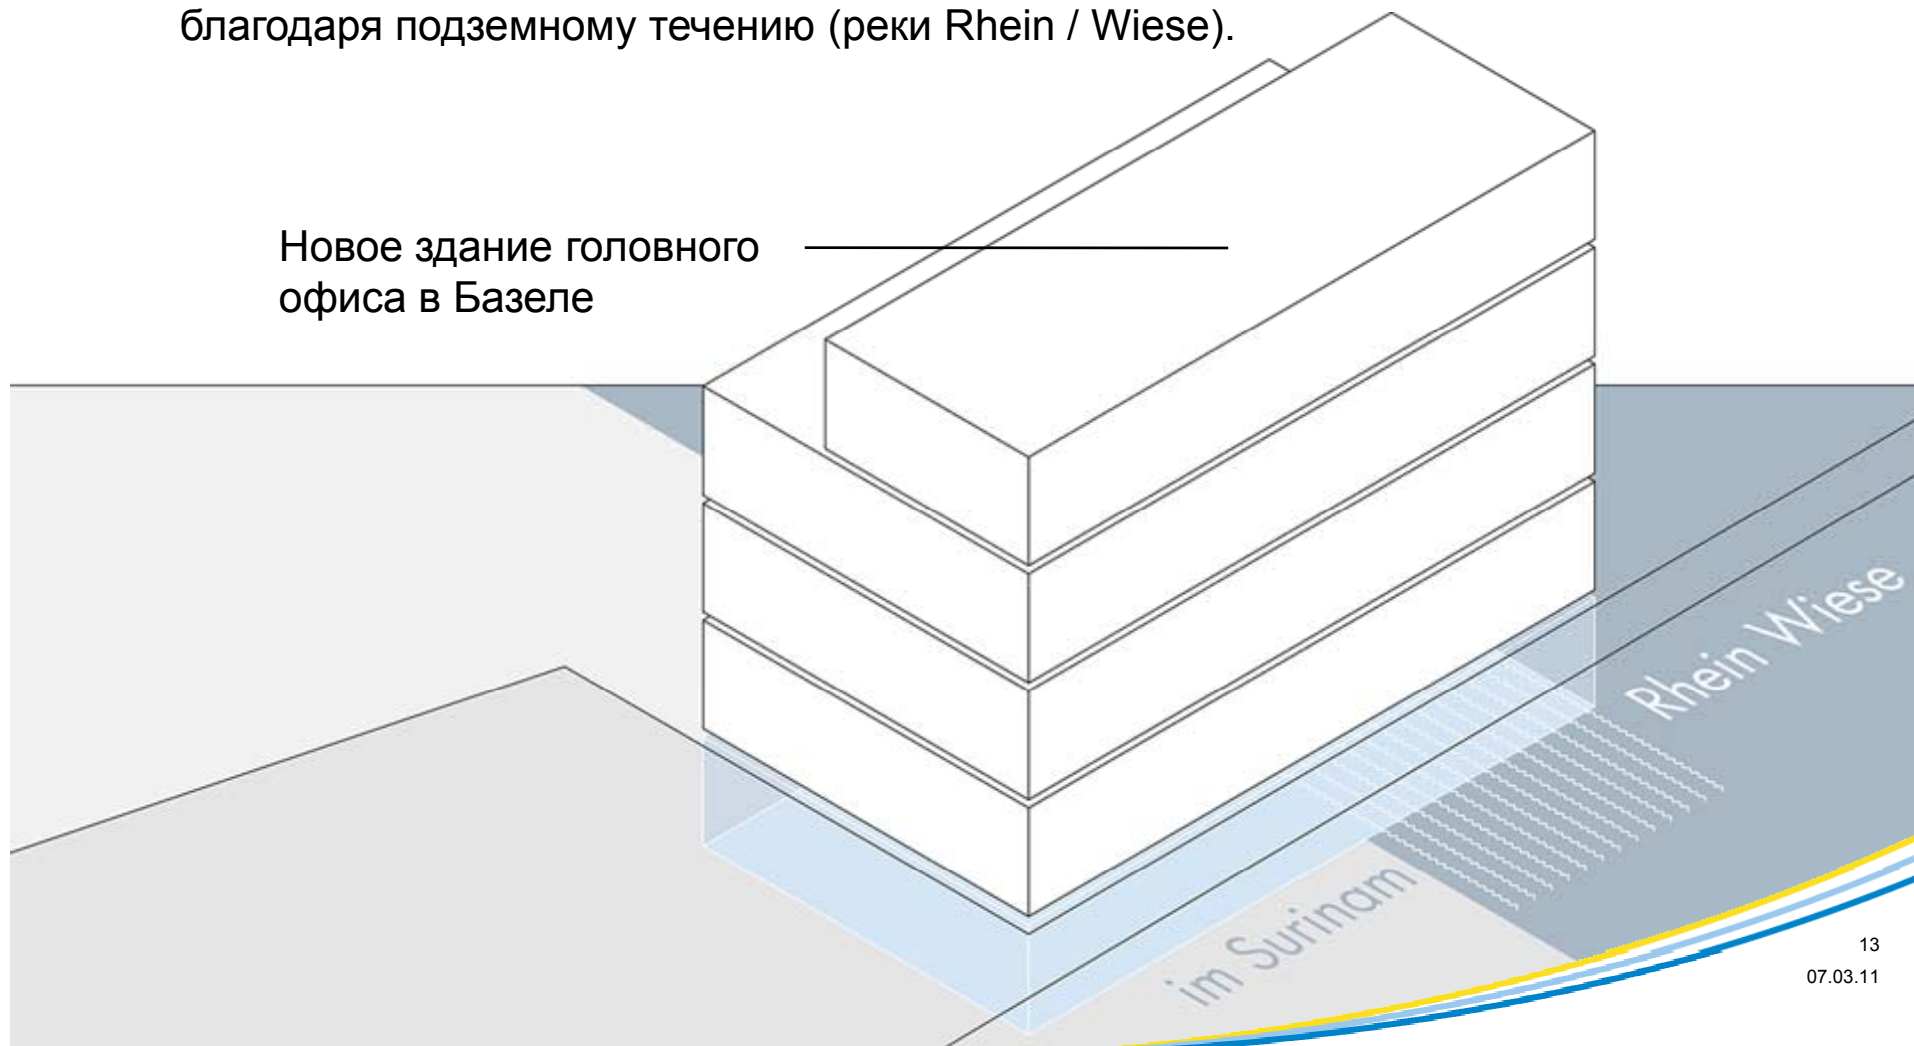 благодаря подземному течению (реки Rhein / Wiese).
Новое здание головного
офиса в Базеле
Rhein Wiese
im Surinam
13
07.03.11